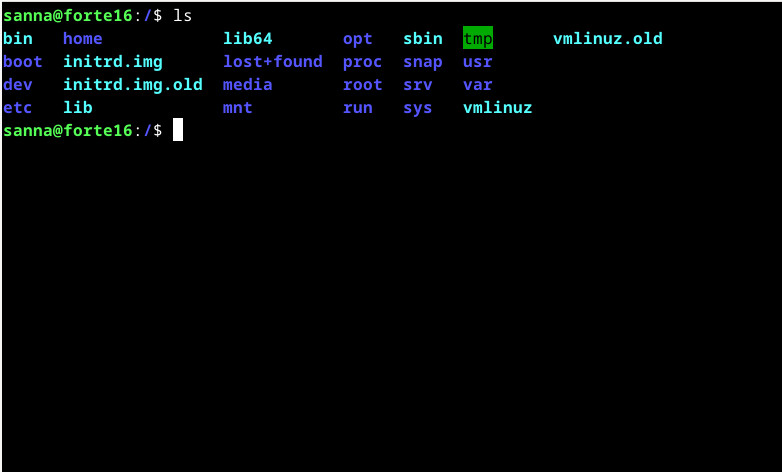 sanna@forte16:/$ ls
bin   home            lib64       opt   sbin  tmp      vmlinuz.old
boot  initrd.img      lost+found  proc  snap  usr
dev   initrd.img.old  media       root  srv   var
etc   lib             mnt         run   sys   vmlinuz
sanna@forte16:/$